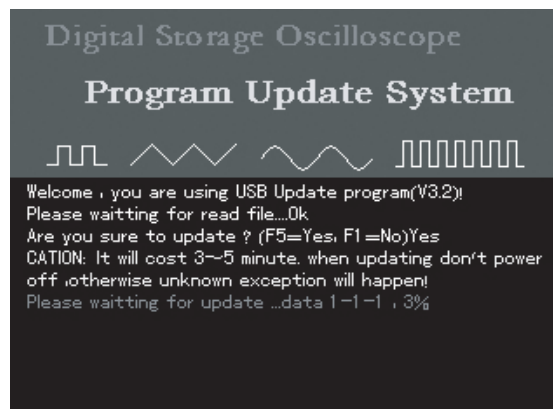 Digital Storage Oscilloscope
Program Update System
Welcome , you are using USB Update program(V3.2)!
Please waitting for read file....Ok
Are you sure to update ? (F5=Yes, F1=No)Yes
CATION: It will cost 3~5 minute. when updating don't power
off ,otherwise unknown exception will happen!
Please waitting for update ...data 1-1-1 , 3%